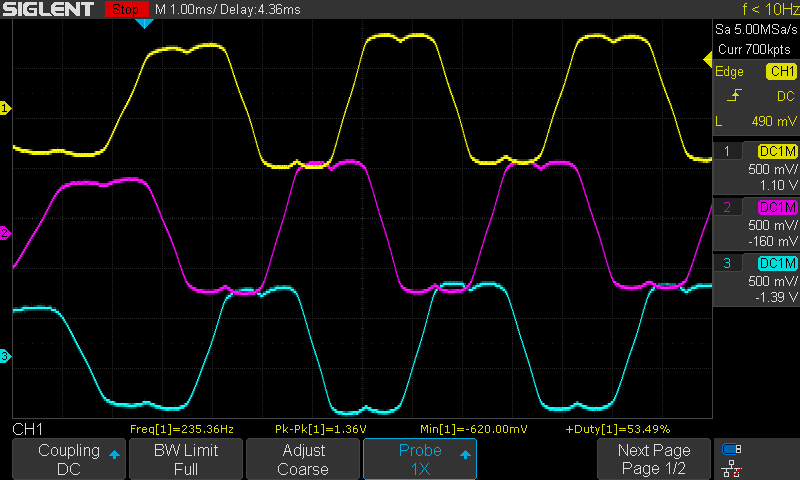 SIGLENT Stop M 1.00ms/ Delay:4.36ms f < 10Hz
Sa 5.00MSa/s
Curr 700kpts
Edge CH1
DC
L 490 mV
1 DC1M
500 mV/
1.10 V
2 DC1M
500 mV/
-160 mV
3 DC1M
500 mV/
-1.39 V
1
2
3
CH1 Freq[1]=235.36Hz Pk-Pk[1]=1.36V Min[1]=-620.00mV +Duty[1]=53.49%
Coupling BW Limit Adjust Probe Next Page
DC Full Coarse 1X Page 1/2